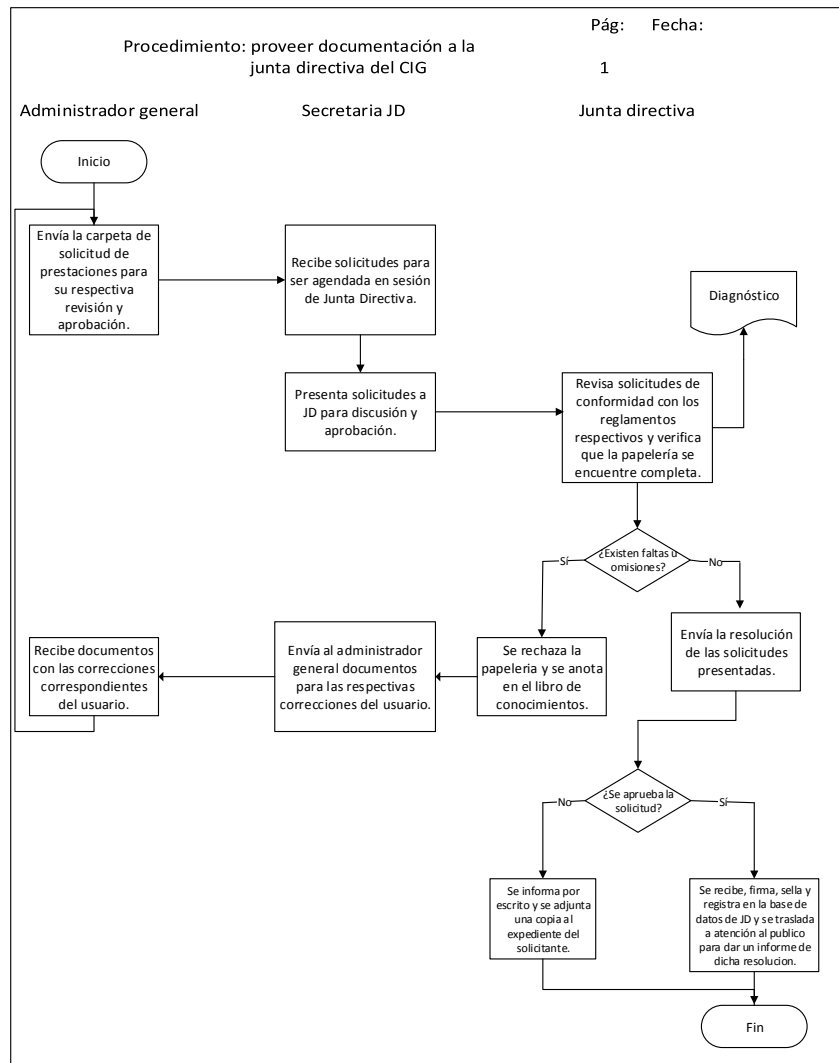 Pág: Fecha:
Procedimiento: proveer documentación a la
junta directiva del CIG
1
Administrador general
Secretaria JD
Junta directiva
Inicio
Envía la carpeta de
solicitud de
prestaciones para
su respectiva
revisión y
aprobación.
Recibe solicitudes para
ser agendada en sesión
de Junta Directiva.
Diagnóstico
Presenta solicitudes a
JD para discusión y
aprobación.
Revisa solicitudes de
conformidad con los
reglamentos
respectivos y verifica
que la papelería se
encuentre completa.
¿Existen faltas u
omisiones?
Sí
No
Recibe documentos
con las correcciones
correspondientes
del usuario.
Envía al administrador
general documentos
para las respectivas
correcciones del usuario.
Se rechaza la
papeleria y se anota
en el libro de
conocimientos.
Envía la resolución
de las solicitudes
presentadas.
¿Se aprueba la
solicitud?
No
Sí
Se informa por
escrito y se adjunta
una copia al
expediente del
solicitante.
Se recibe, firma, sella y
registra en la base de
datos de JD y se traslada
a atención al publico
para dar un informe de
dicha resolucion.
Fin